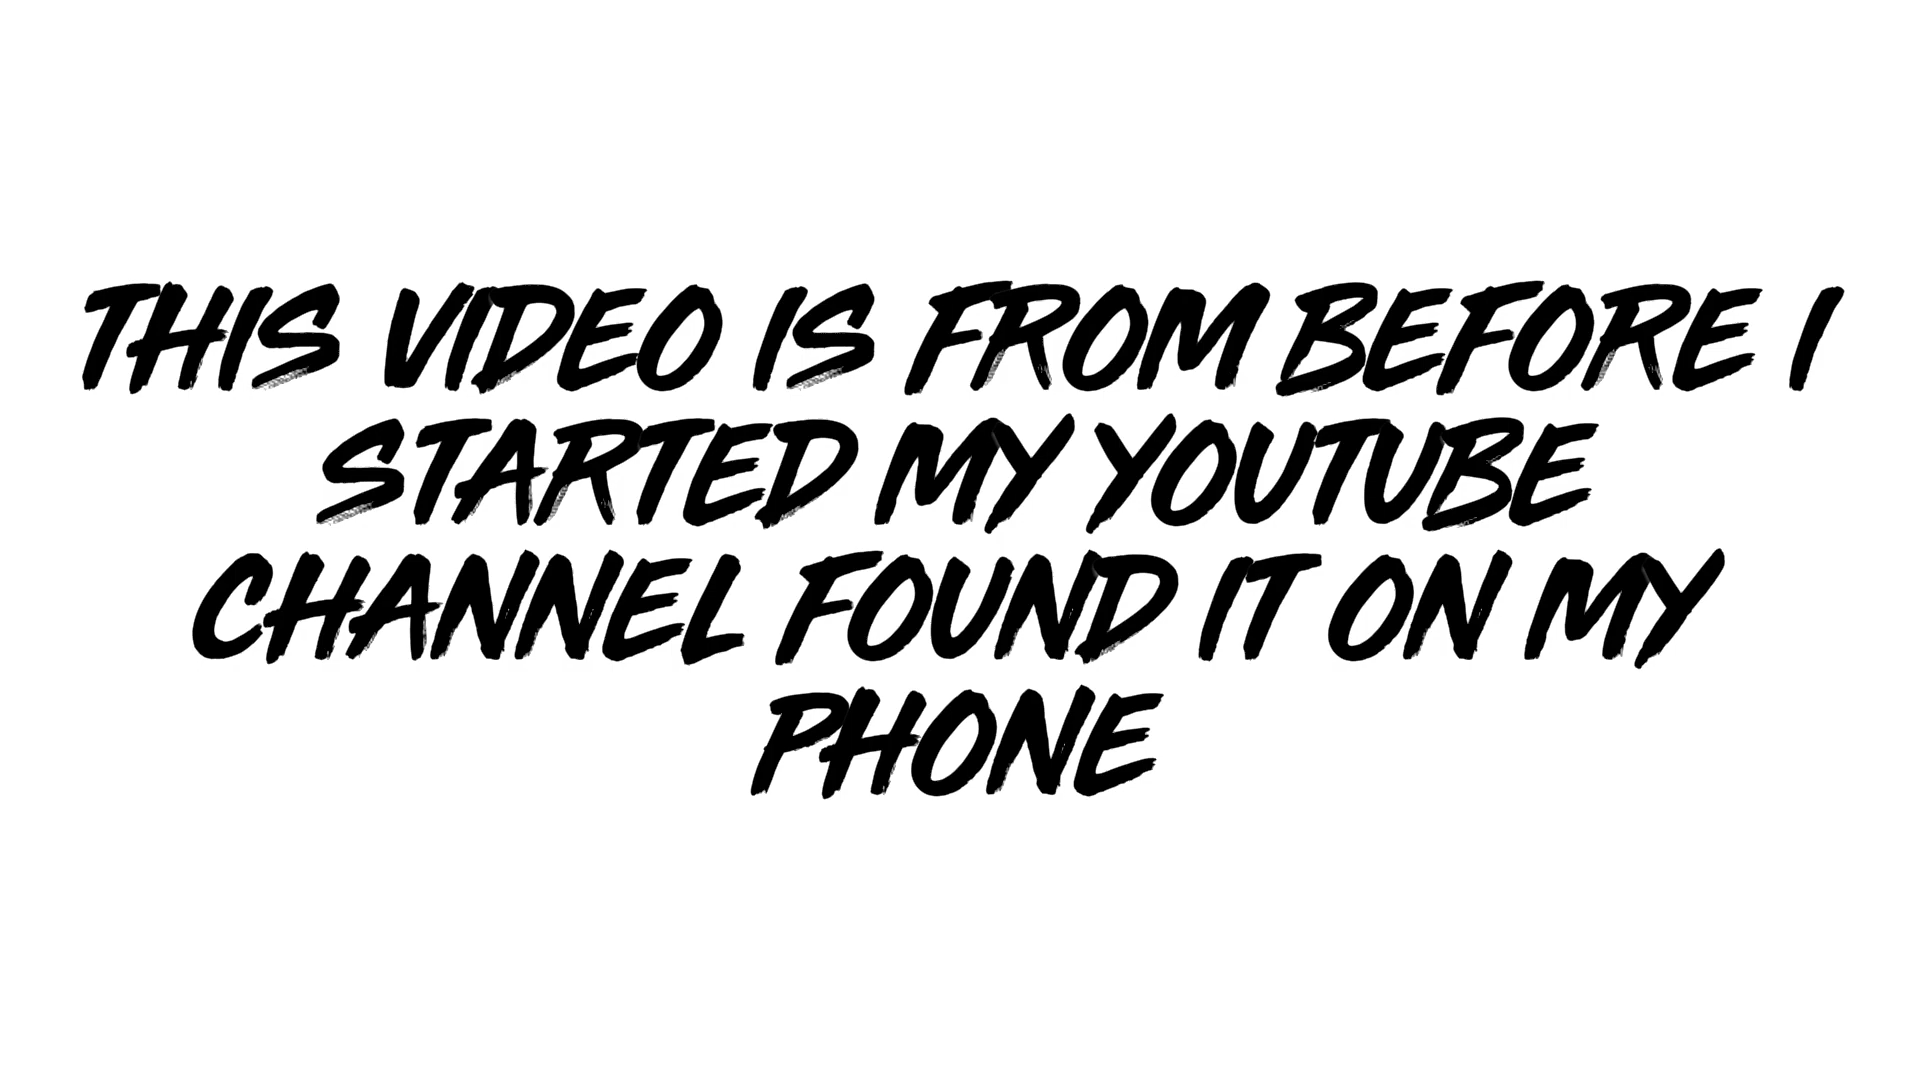 THIS VIDEO IS FROM BEFORE I
STARTED MY YOUTUBE
CHANNEL FOUND IT ON MY
PHONE